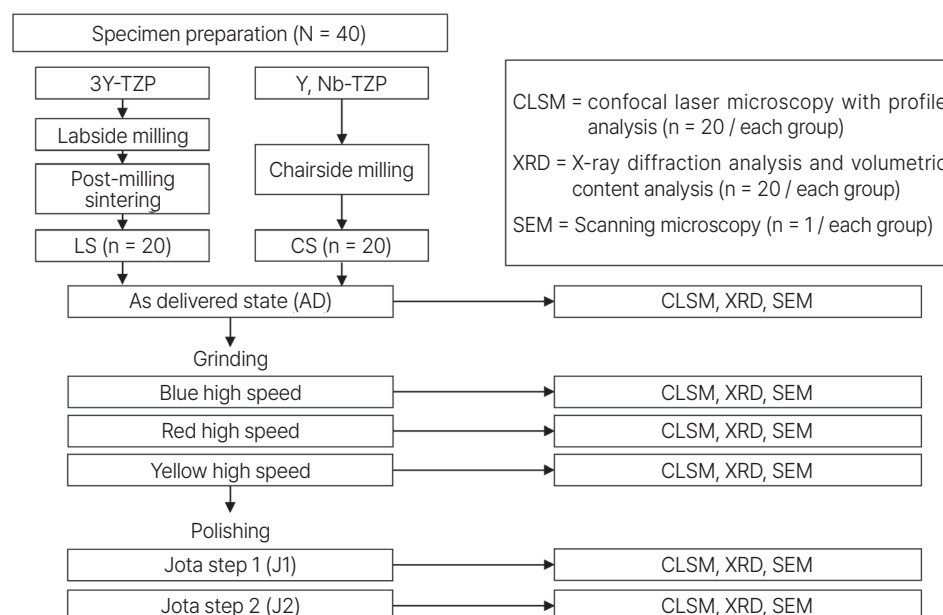 Specimen preparation (N = 40)
3Y-TZP
Y, Nb-TZP
Labside milling
Chairside milling
Post-milling
sintering
LS (n = 20)
CS (n = 20)
CLSM = confocal laser microscopy with profile
analysis (n = 20 / each group)
XRD = X-ray diffraction analysis and volumetric
content analysis (n = 20 / each group)
SEM = Scanning microscopy (n = 1 / each group)
As delivered state (AD)
CLSM, XRD, SEM
Grinding
Blue high speed
CLSM, XRD, SEM
Red high speed
CLSM, XRD, SEM
Yellow high speed
CLSM, XRD, SEM
Polishing
Jota step 1 (J1)
CLSM, XRD, SEM
Jota step 2 (J2)
CLSM, XRD, SEM